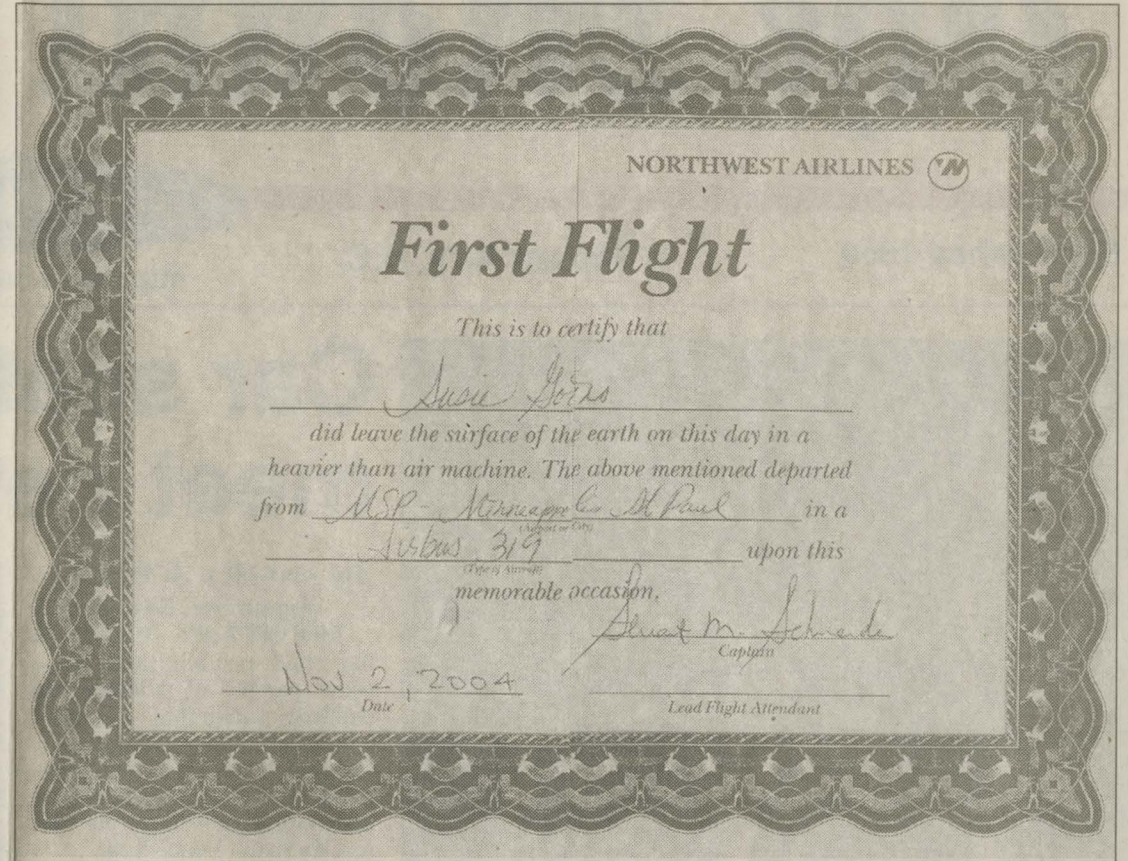 NORTHWEST AIRLINES
First Flight
This is to certify that
Susie
did leave the surface of the earth on this day in a
heavier than air machine. The above mentioned departed
from MSP - Minneapolis St Paul in a
(Airport or City)
Airbus 319 upon this
(Type of Aircraft)
memorable occasion.
Stuart M.
Captain
Nov 2, 2004
Date
Lead Flight Attendant